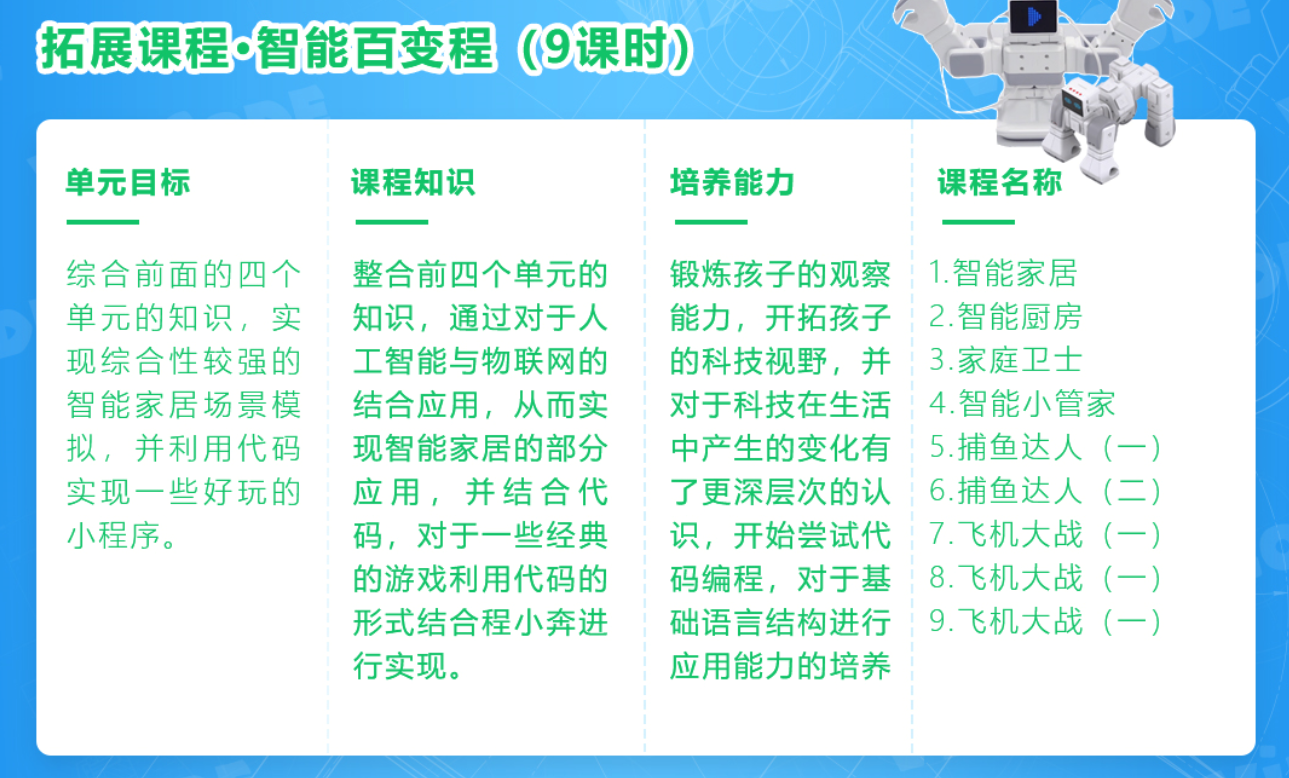 拓展课程·智能百变程（9课时）
单元目标
综合前面的四个
单元的知识，实
现综合性较强的
智能家居场景模
拟，并利用代码
实现一些好玩的
小程序。
课程知识
整合前四个单元的
知识，通过对于人
工智能与物联网的
结合应用，从而实
现智能家居的部分
应用，并结合代
码，对于一些经典
的游戏利用代码的
形式结合程小奔进
行实现。
培养能力
锻炼孩子的观察
能力，开拓孩子
的科技视野，并
对于科技在生活
中产生的变化有
了更深层次的认
识，开始尝试代
码编程，对于基
础语言结构进行
应用能力的培养
课程名称
1.智能家居
2.智能厨房
3.家庭卫士
4.智能小管家
5.捕鱼达人（一）
6.捕鱼达人（二）
7.飞机大战（一）
8.飞机大战（一）
9.飞机大战（一）